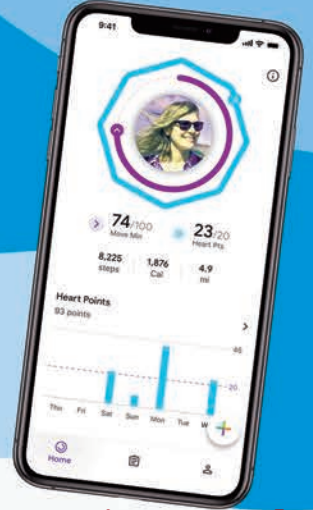 9:41
74/100 23/20
Move Min Heart Pts
8,225 1,876 4.9
steps Cal mi
Heart Points
93 points
46
20
Thu Fri Sat Sun Mon Tue W
Home